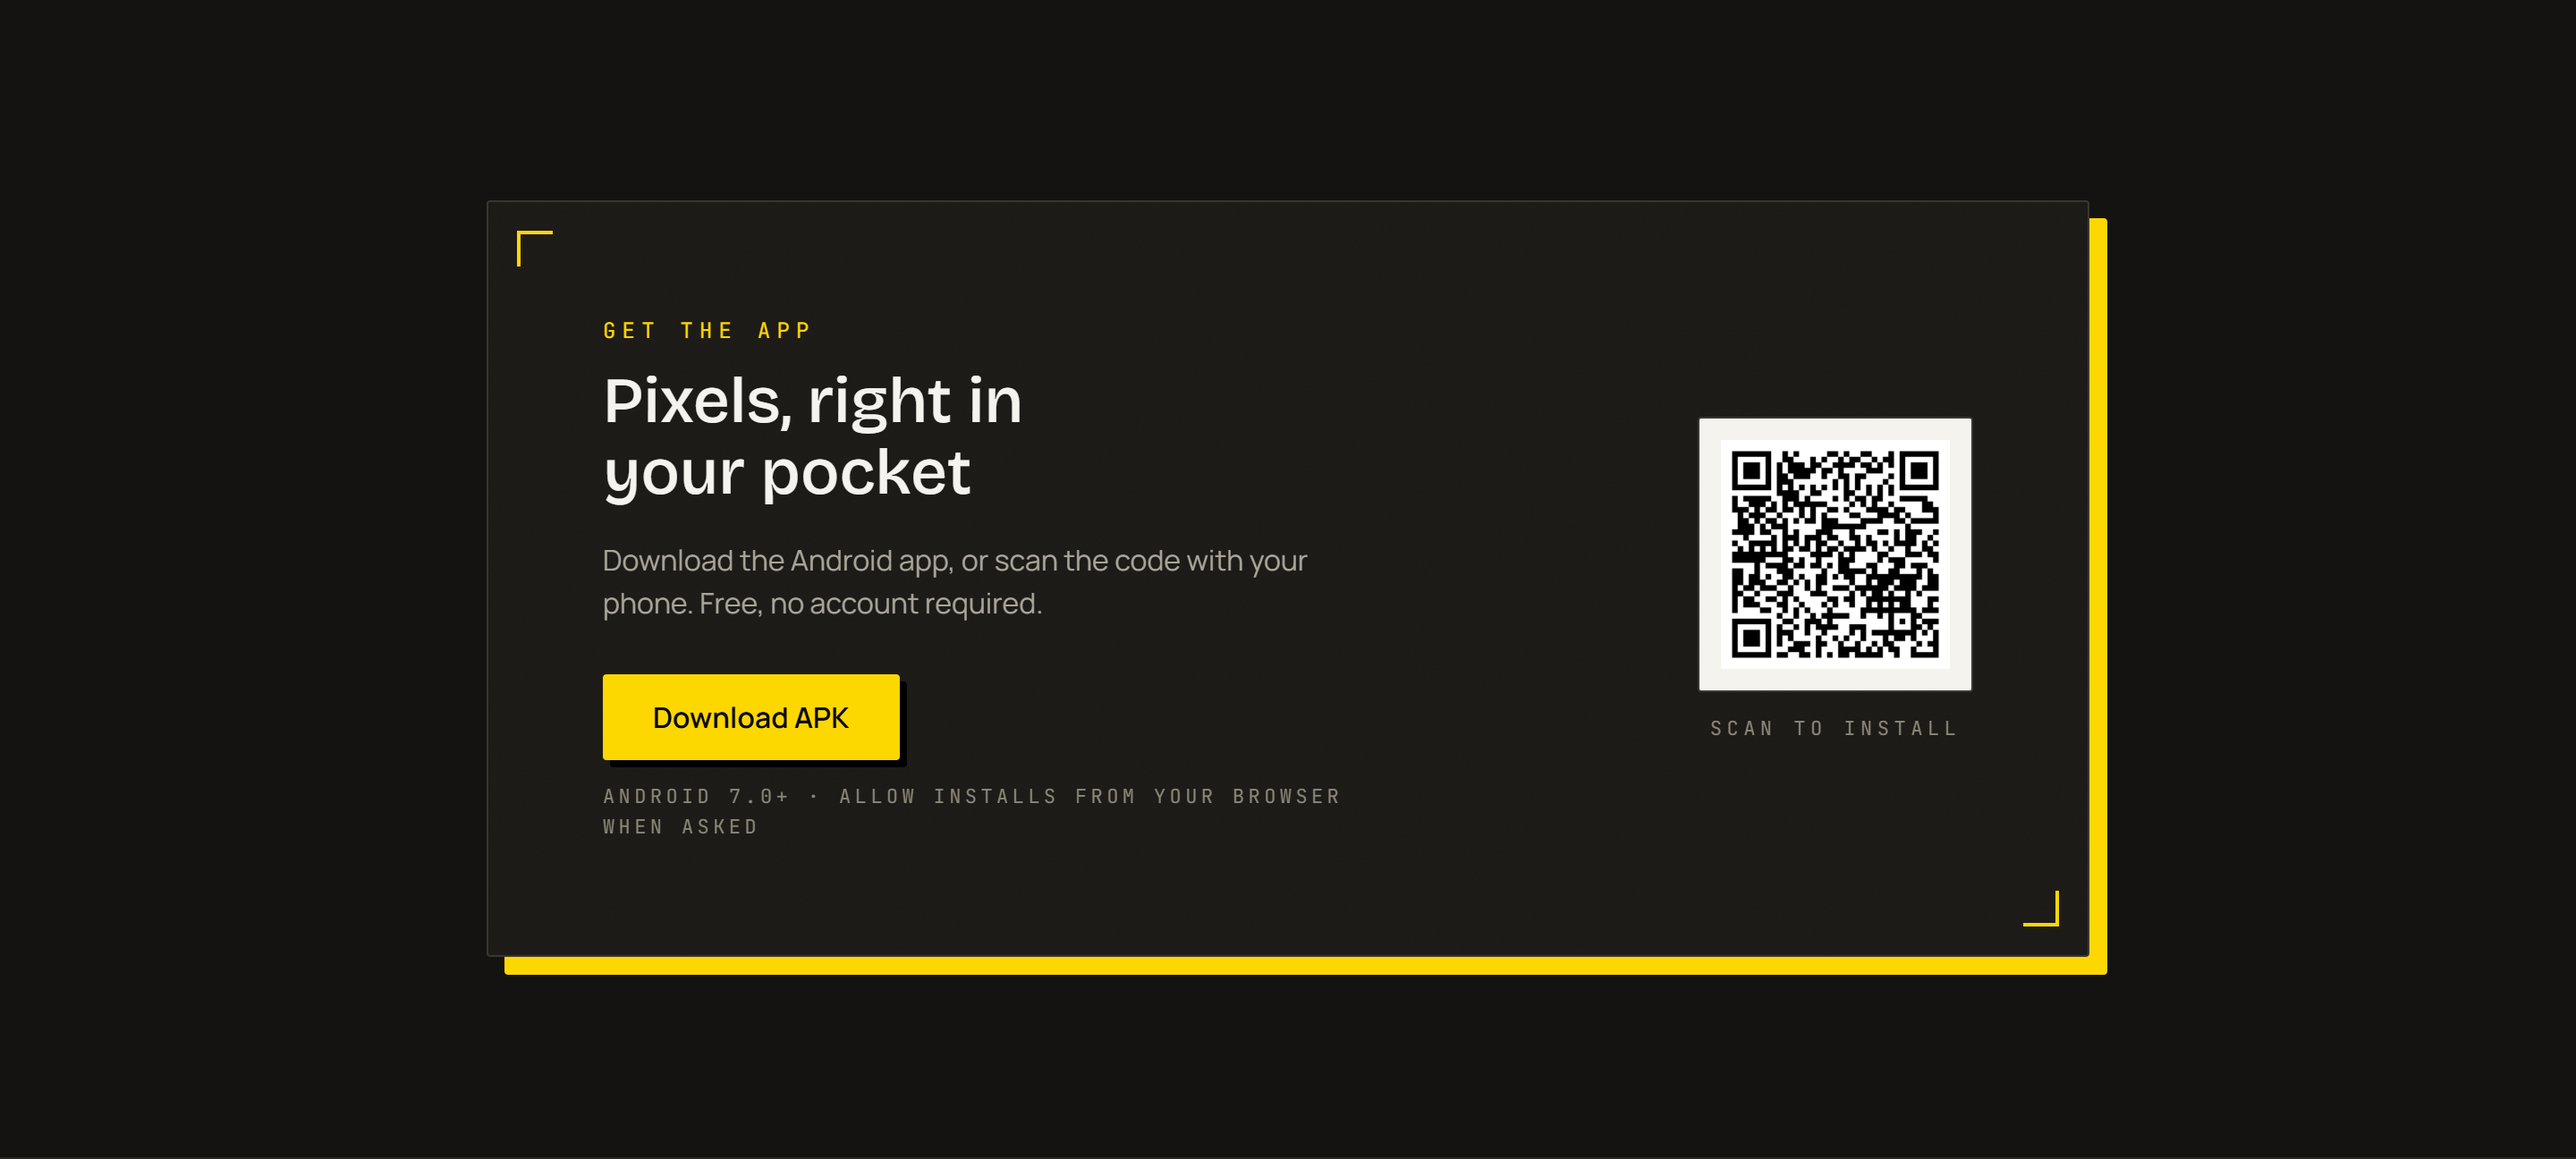 GET THE APP
Pixels, right in
your pocket
Download the Android app, or scan the code with your
phone. Free, no account required.
Download APK
ANDROID 7.0+ · ALLOW INSTALLS FROM YOUR BROWSER
WHEN ASKED
SCAN TO INSTALL